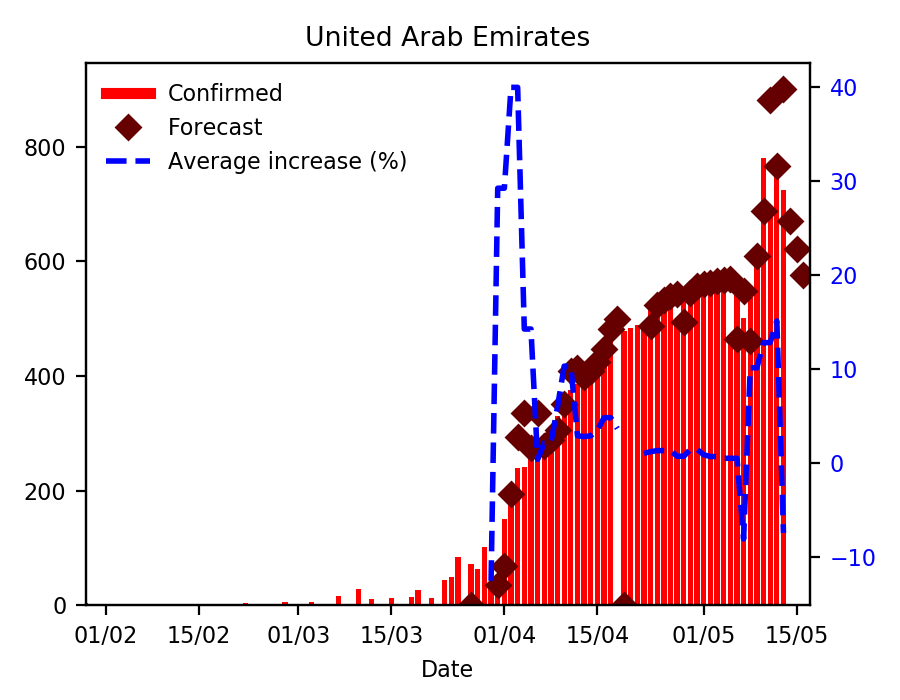 United Arab Emirates
Confirmed
Forecast
Average increase (%)
800
600
400
200
0
40
30
20
10
0
−10
01/02 15/02 01/03 15/03 01/04 15/04 01/05 15/05
Date